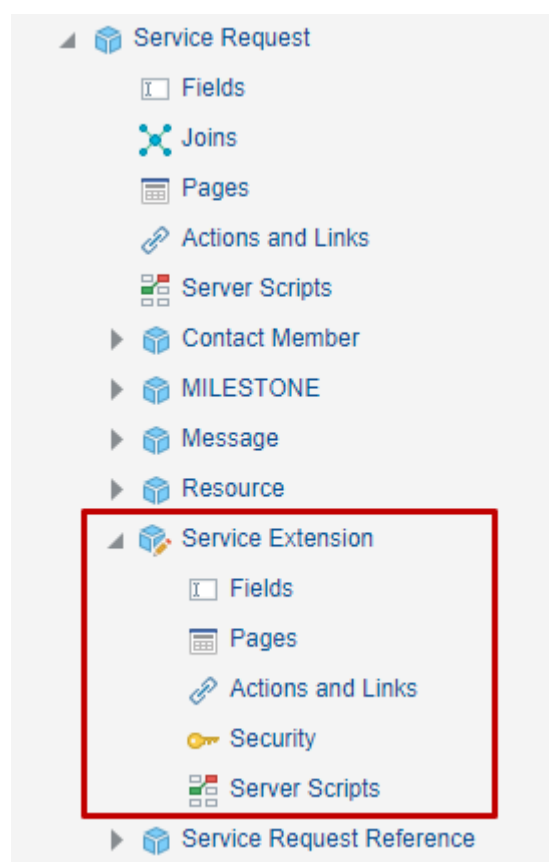 Service Request
Fields
Joins
Pages
Actions and Links
Server Scripts
Contact Member
MILESTONE
Message
Resource
Service Extension
Fields
Pages
Actions and Links
Security
Server Scripts
Service Request Reference